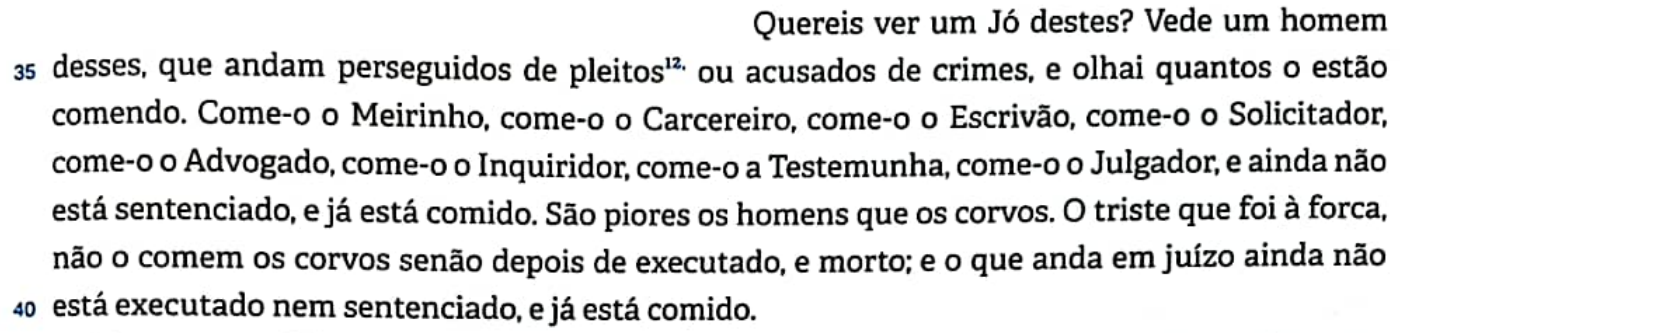 Quereis ver um Jó destes? Vede um homem
35 desses, que andam perseguidos de pleitos¹²· ou acusados de crimes, e olhai quantos o estão
comendo. Come-o o Meirinho, come-o o Carcereiro, come-o o Escrivão, come-o o Solicitador,
come-o o Advogado, come-o o Inquiridor, come-o a Testemunha, come-o o Julgador, e ainda não
está sentenciado, e já está comido. São piores os homens que os corvos. O triste que foi à forca,
não o comem os corvos senão depois de executado, e morto; e o que anda em juízo ainda não
40 está executado nem sentenciado, e já está comido.